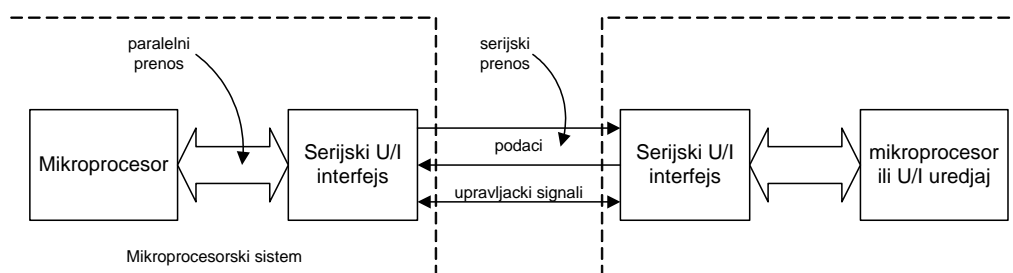 paralelni
prenos
serijski
prenos
Mikroprocesor
Serijski U/I
interfejs
podaci
upravljacki signali
Serijski U/I
interfejs
mikroprocesor
ili U/I uredjaj
Mikroprocesorski sistem